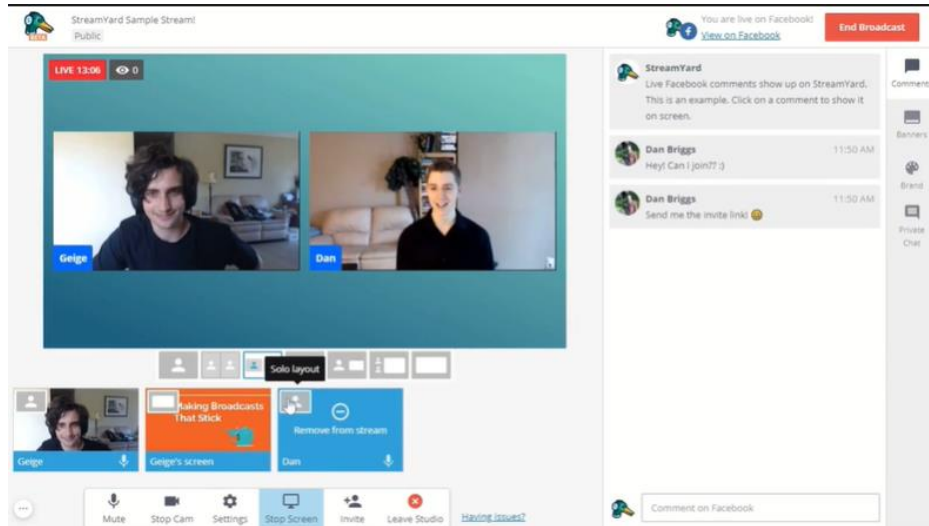 StreamYard Sample Stream!
Public
BETA
You are live on Facebook!
View on Facebook
End Broadcast
LIVE 13:06
0
Geige
Dan
Solo layout
Making Broadcasts
That Stick
Geige's screen
Remove from stream
Dan
Geige
Mute
Stop Cam
Settings
Stop Screen
Invite
Leave Studio
Having issues?
StreamYard
Live Facebook comments show up on StreamYard.
This is an example. Click on a comment to show it
on screen.
Dan Briggs 11:50 AM
Hey! Can I join?? :)
Dan Briggs 11:50 AM
Send me the invite link! 😀
Comment on Facebook
Comment
Banners
Brand
Private
Chat